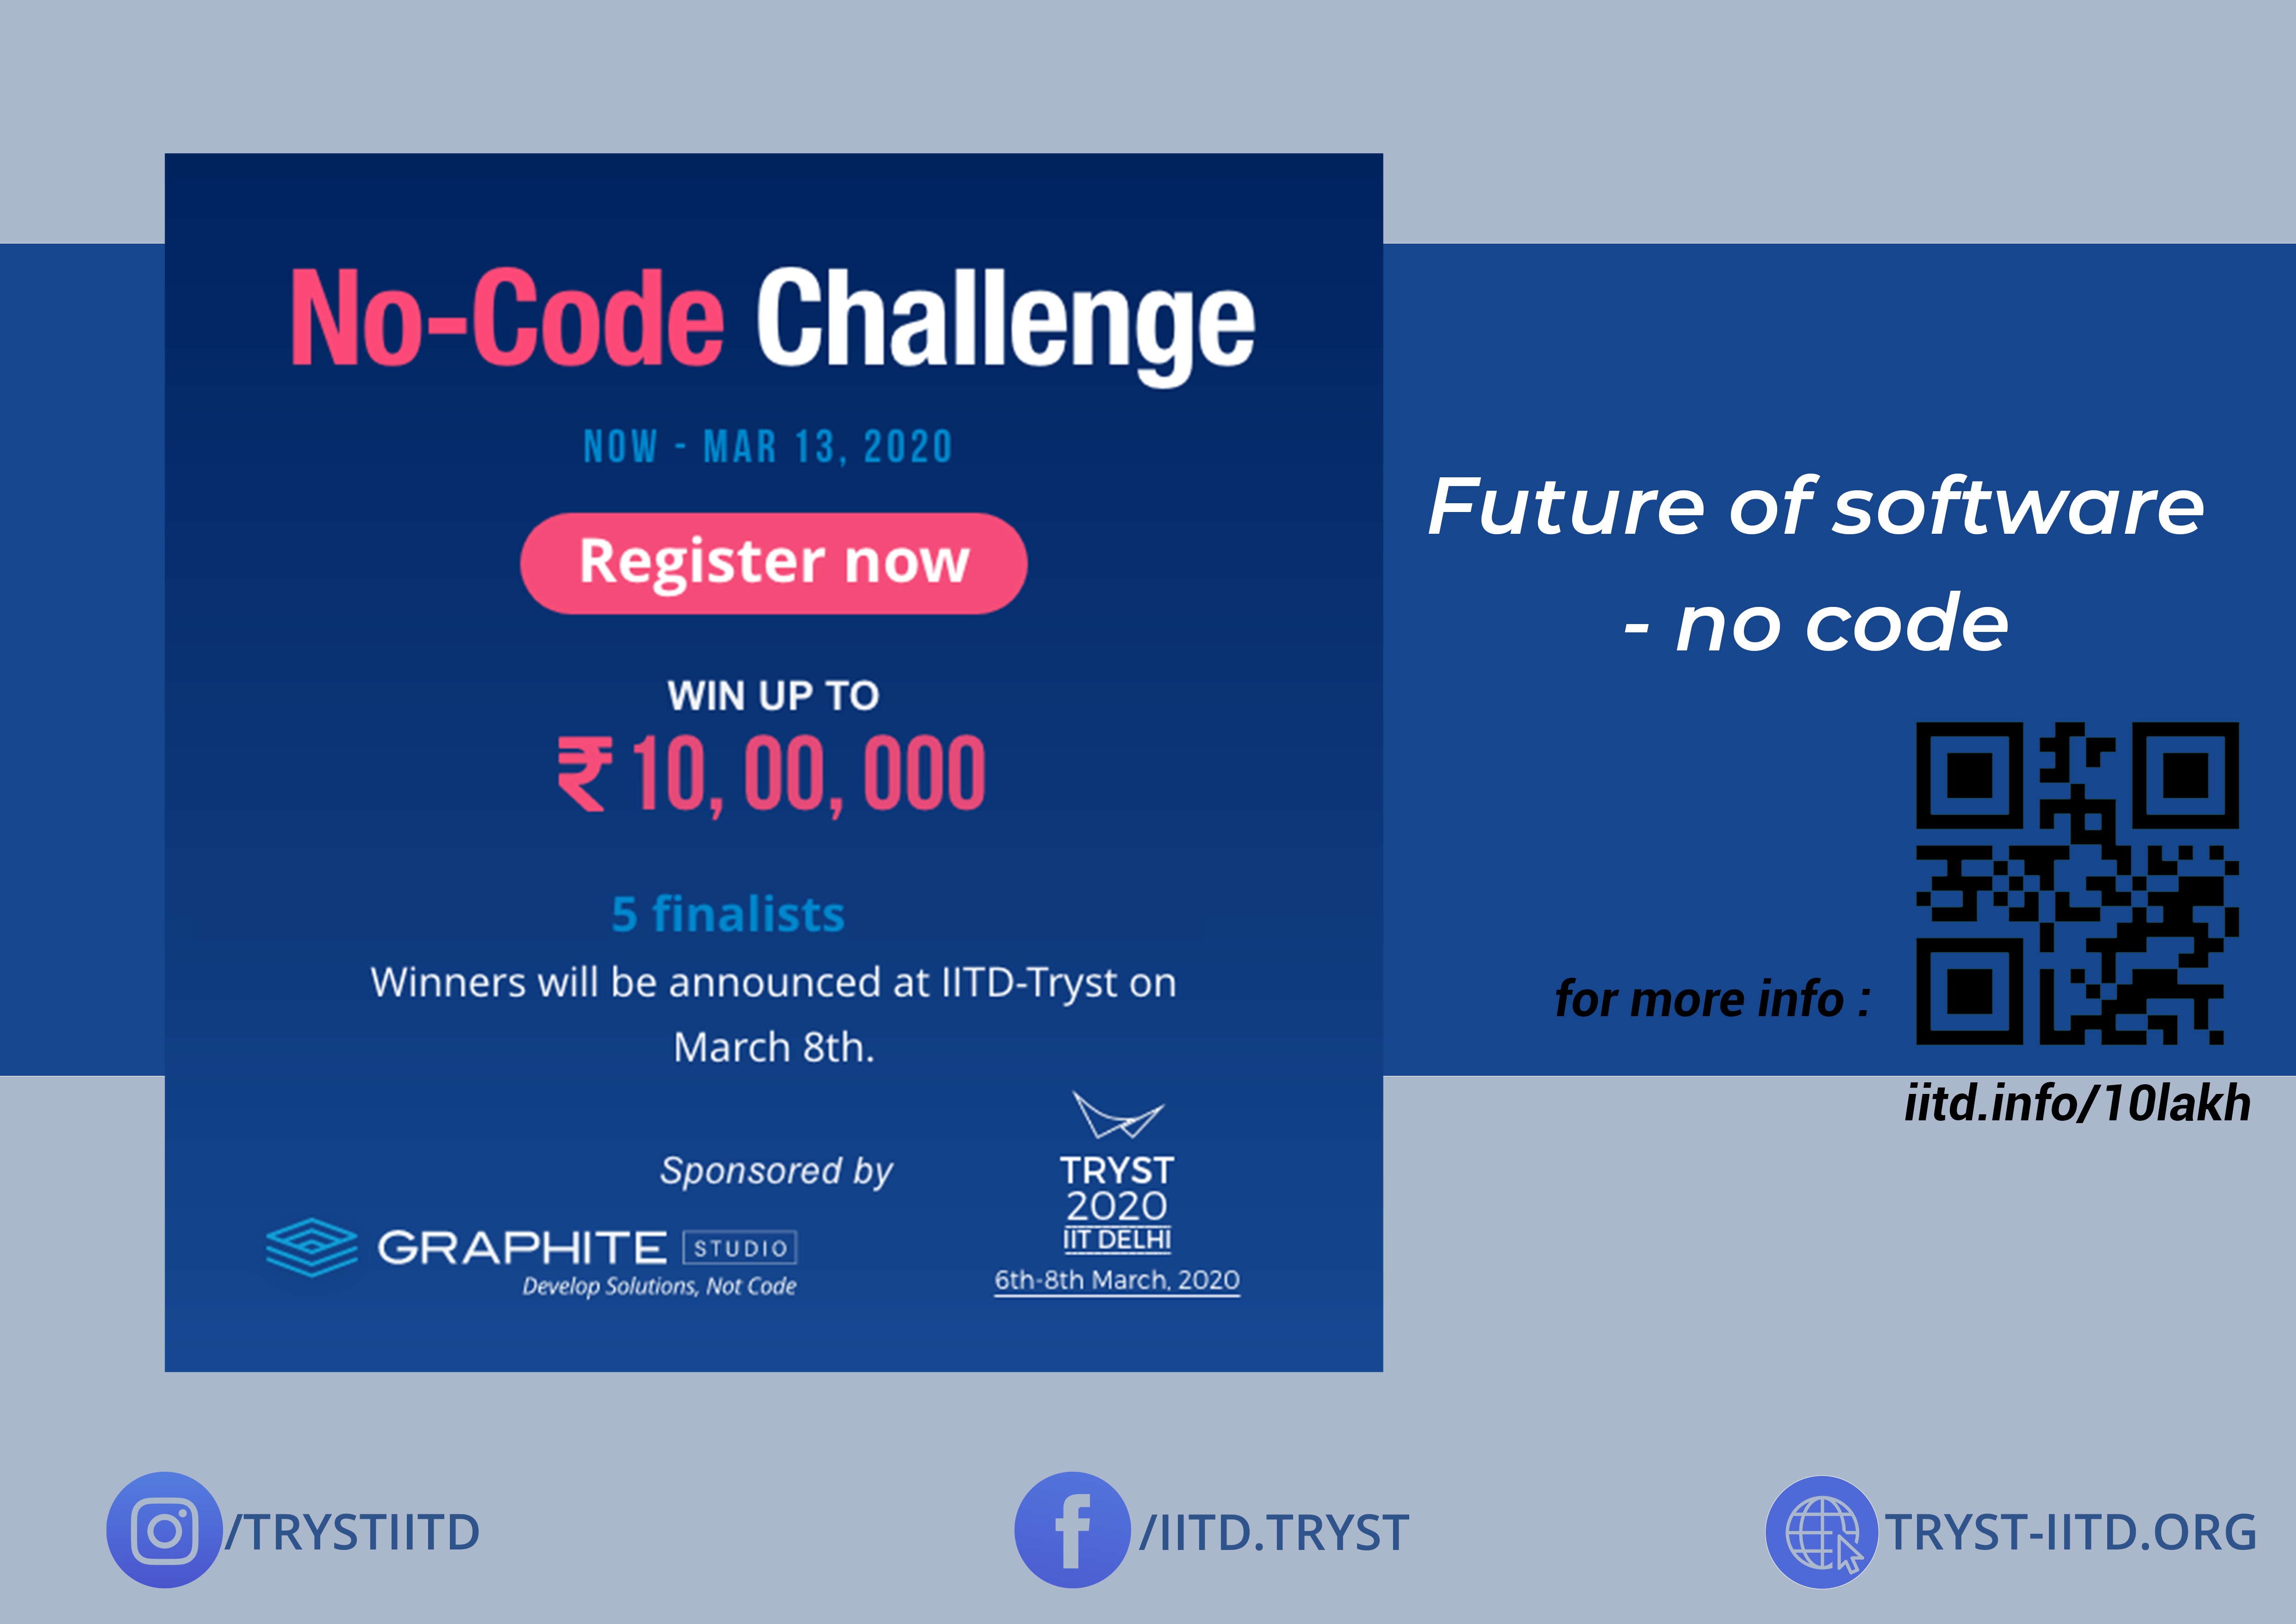 No-Code Challenge
NOW - MAR 13, 2020
Register now
WIN UP TO
₹ 10, 00, 000
5 finalists
Winners will be announced at IITD-Tryst on
March 8th.
Sponsored by
GRAPHITE STUDIO
Develop Solutions, Not Code
TRYST
2020
IIT DELHI
6th-8th March, 2020
Future of software
- no code
for more info :
iitd.info/10lakh
/TRYSTIITD
/IITD.TRYST
TRYST-IITD.ORG